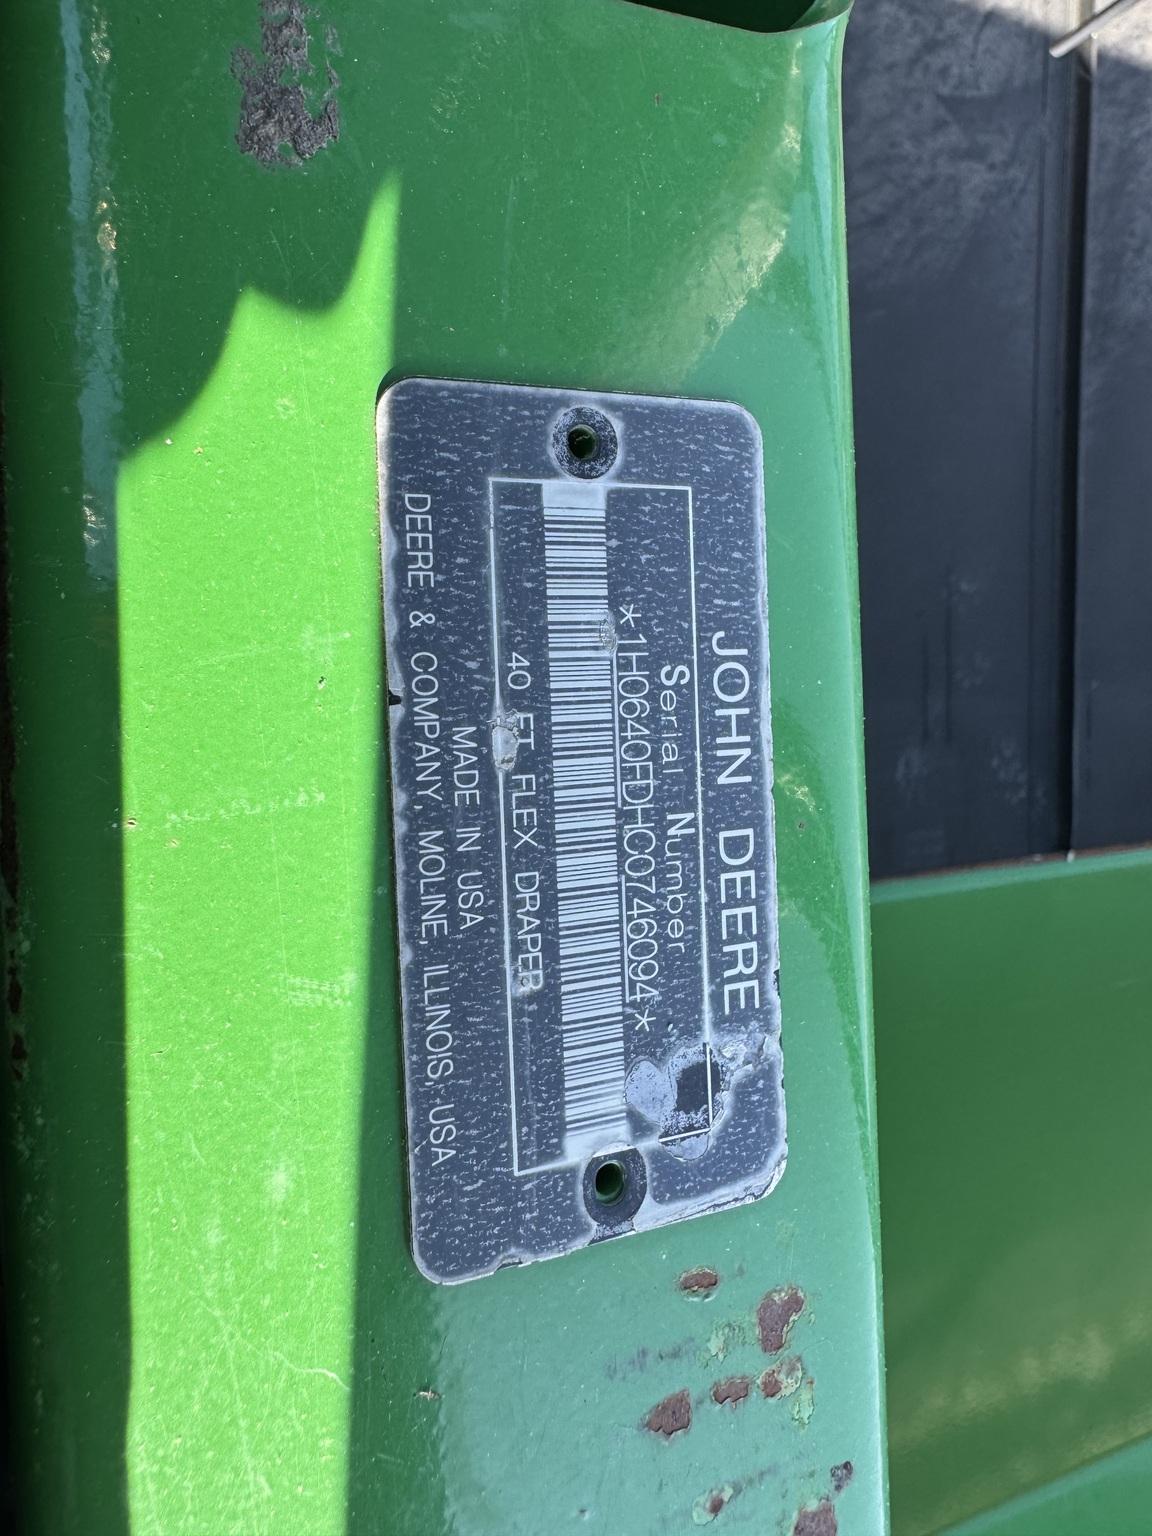 JOHN DEERE
Serial Number
*1H0640FDHC0746094*
40 FT FLEX DRAPER
MADE IN USA
DEERE & COMPANY, MOLINE, ILLINOIS, USA